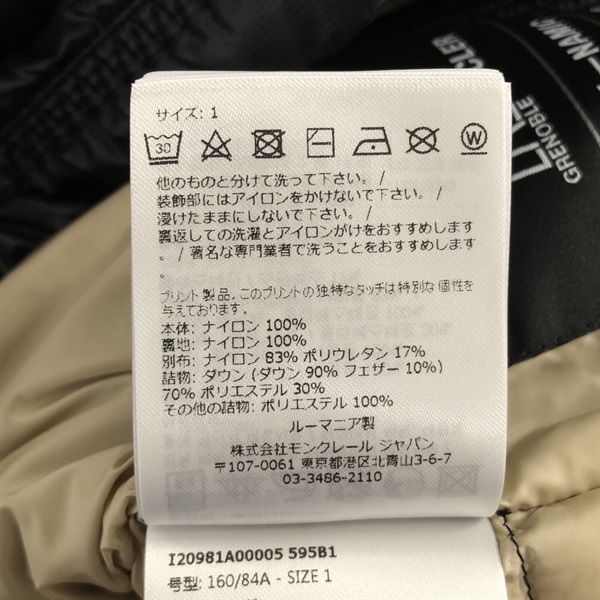 サイズ: 1
30
W
他のものと分けて洗って下さい。/
装飾部にはアイロンをかけないで下さい。/
浸けたままにしないで下さい。/
裏返しての洗濯とアイロンがけをおすすめします
。/ 著名な専門業者で洗うことをおすすめします
。
プリント製品。このプリントの独特なタッチは特別な個性を
与えております。
本体: ナイロン 100%
裏地: ナイロン 100%
別布: ナイロン 83% ポリウレタン 17%
詰物: ダウン (ダウン 90% フェザー 10%)
70% ポリエステル 30%
その他の詰物: ポリエステル 100%
ルーマニア製
株式会社モンクレール ジャパン
〒107-0061 東京都港区北青山3-6-7
03-3486-2110
I20981A00005 595B1
号型: 160/84A - SIZE 1
GRENOBLE